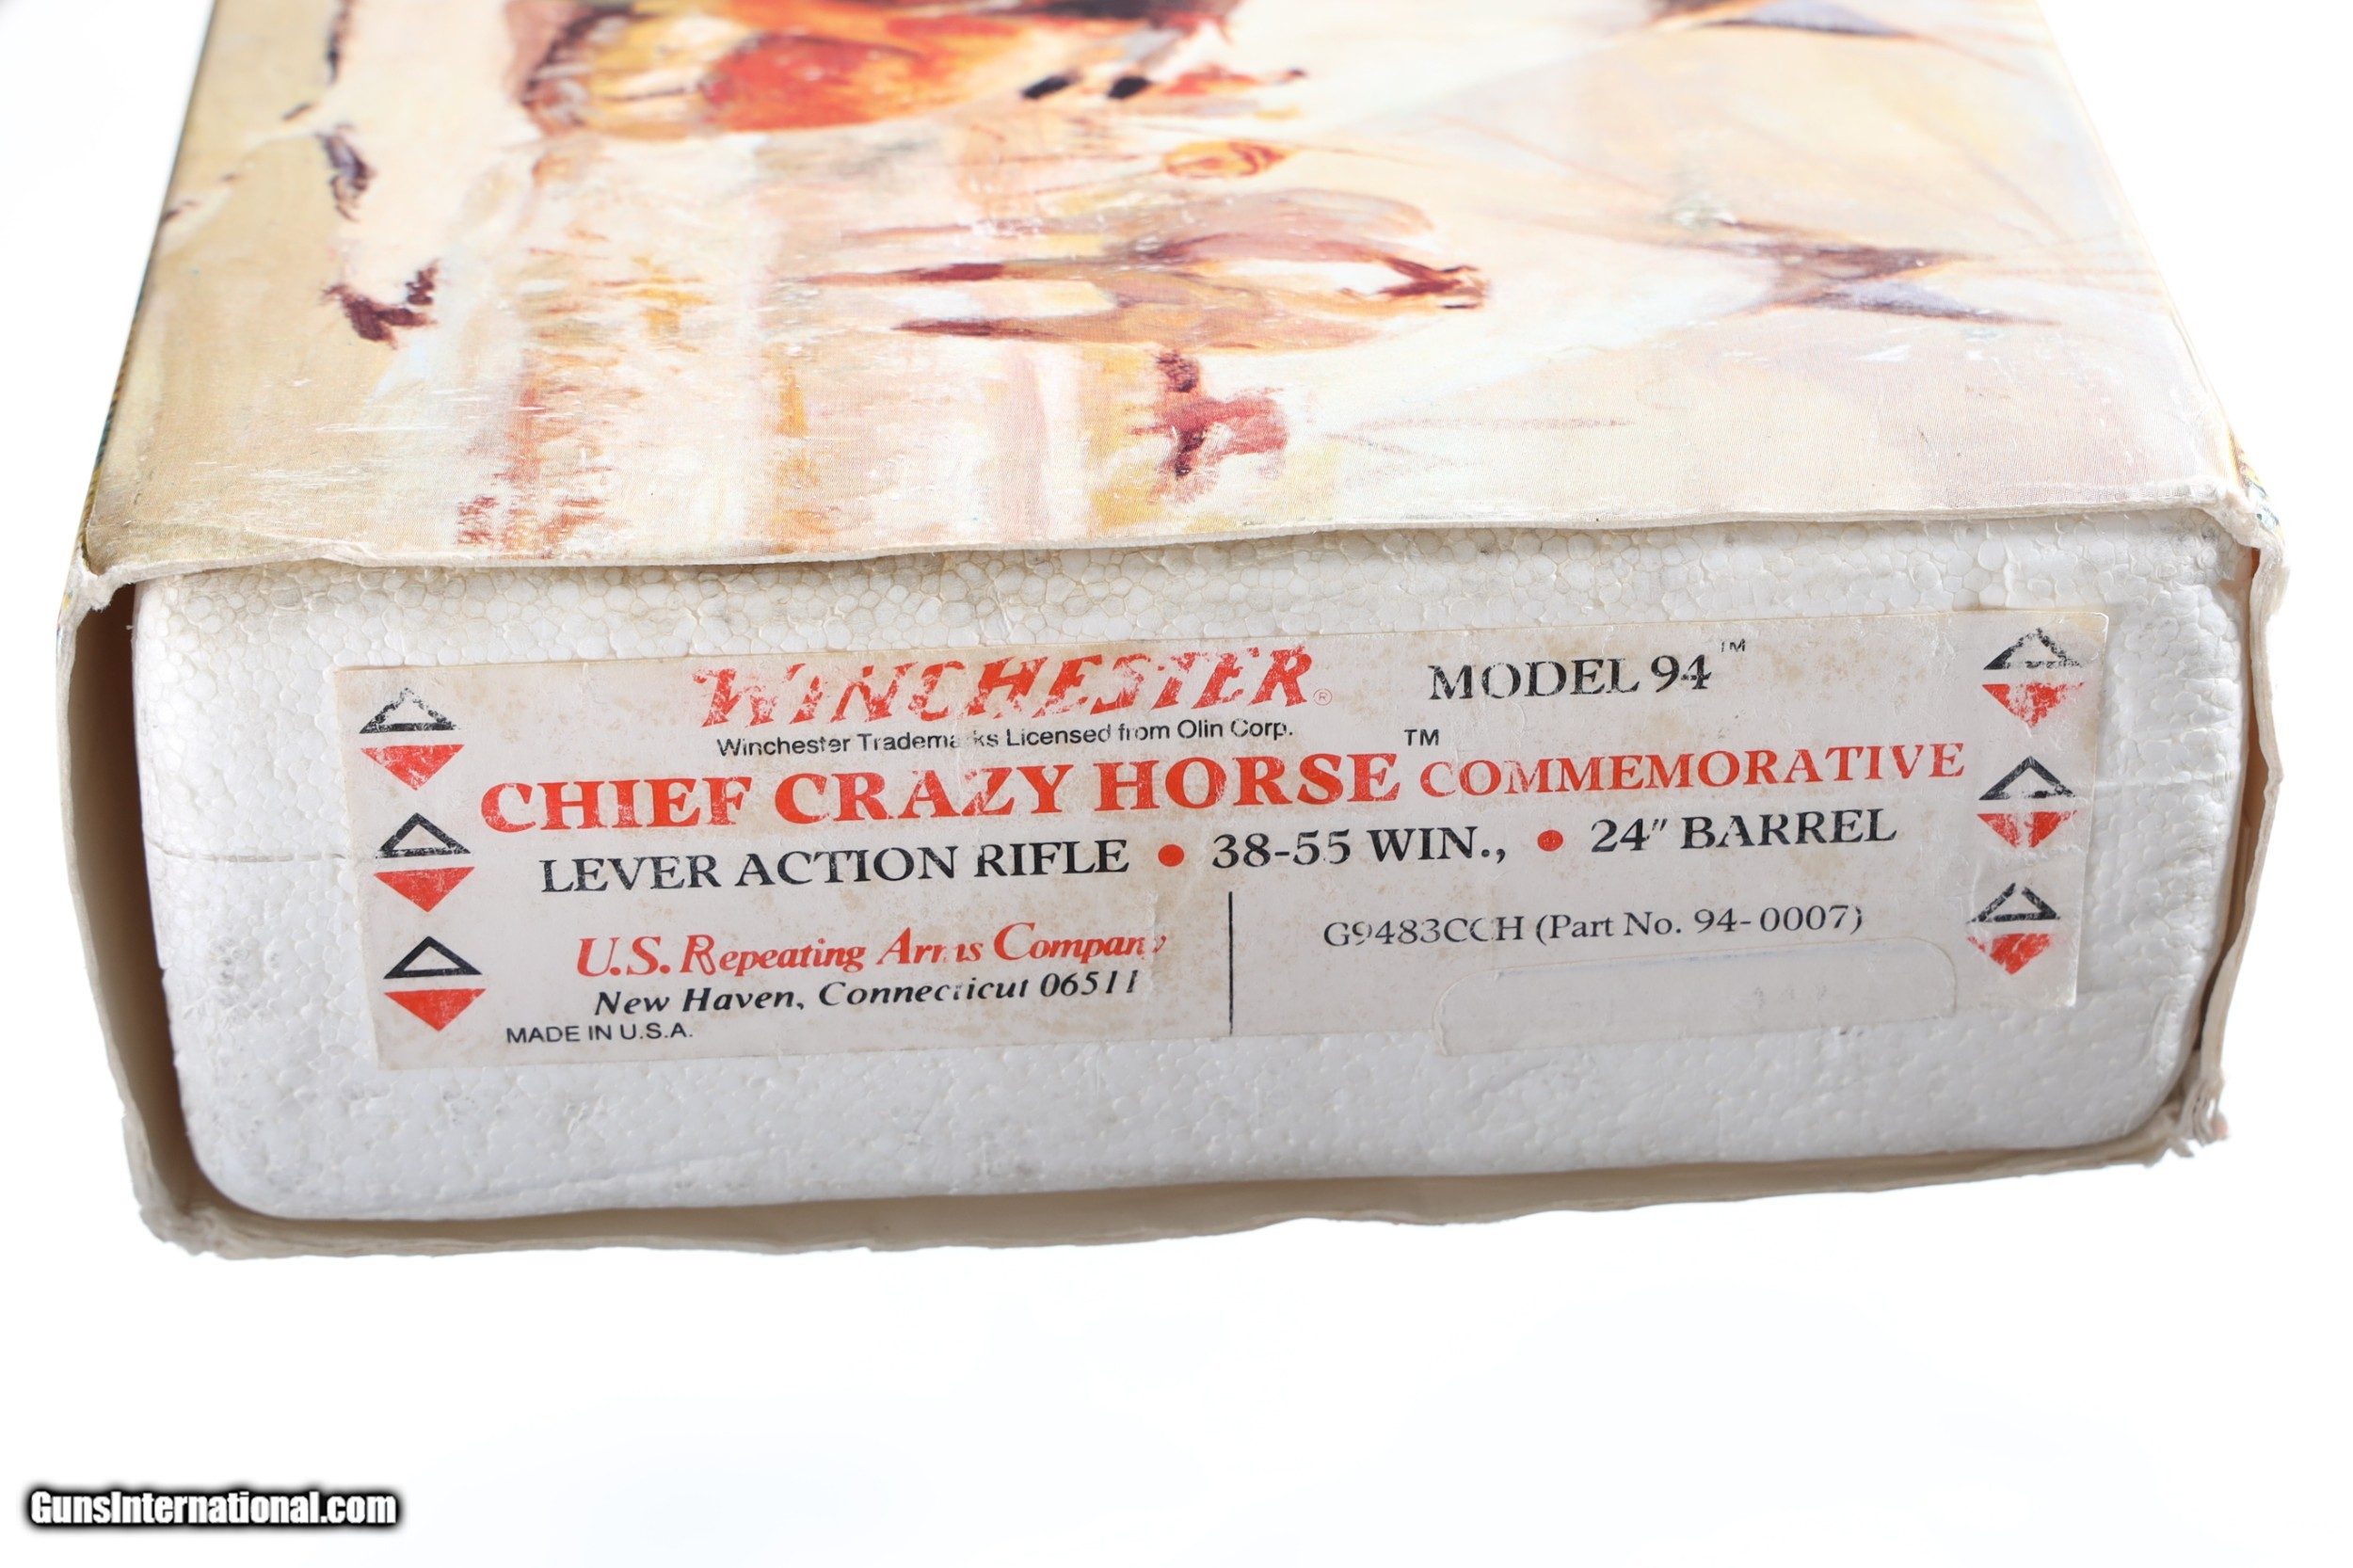 WINCHESTER® MODEL 94™
Winchester Trademarks Licensed from Olin Corp.
CHIEF CRAZY HORSE™ COMMEMORATIVE
LEVER ACTION RIFLE • 38-55 WIN., • 24" BARREL
U.S. Repeating Arms Company
New Haven, Connecticut 06511
MADE IN U.S.A.
G9483CCH (Part No. 94-0007)
GunsInternational.com